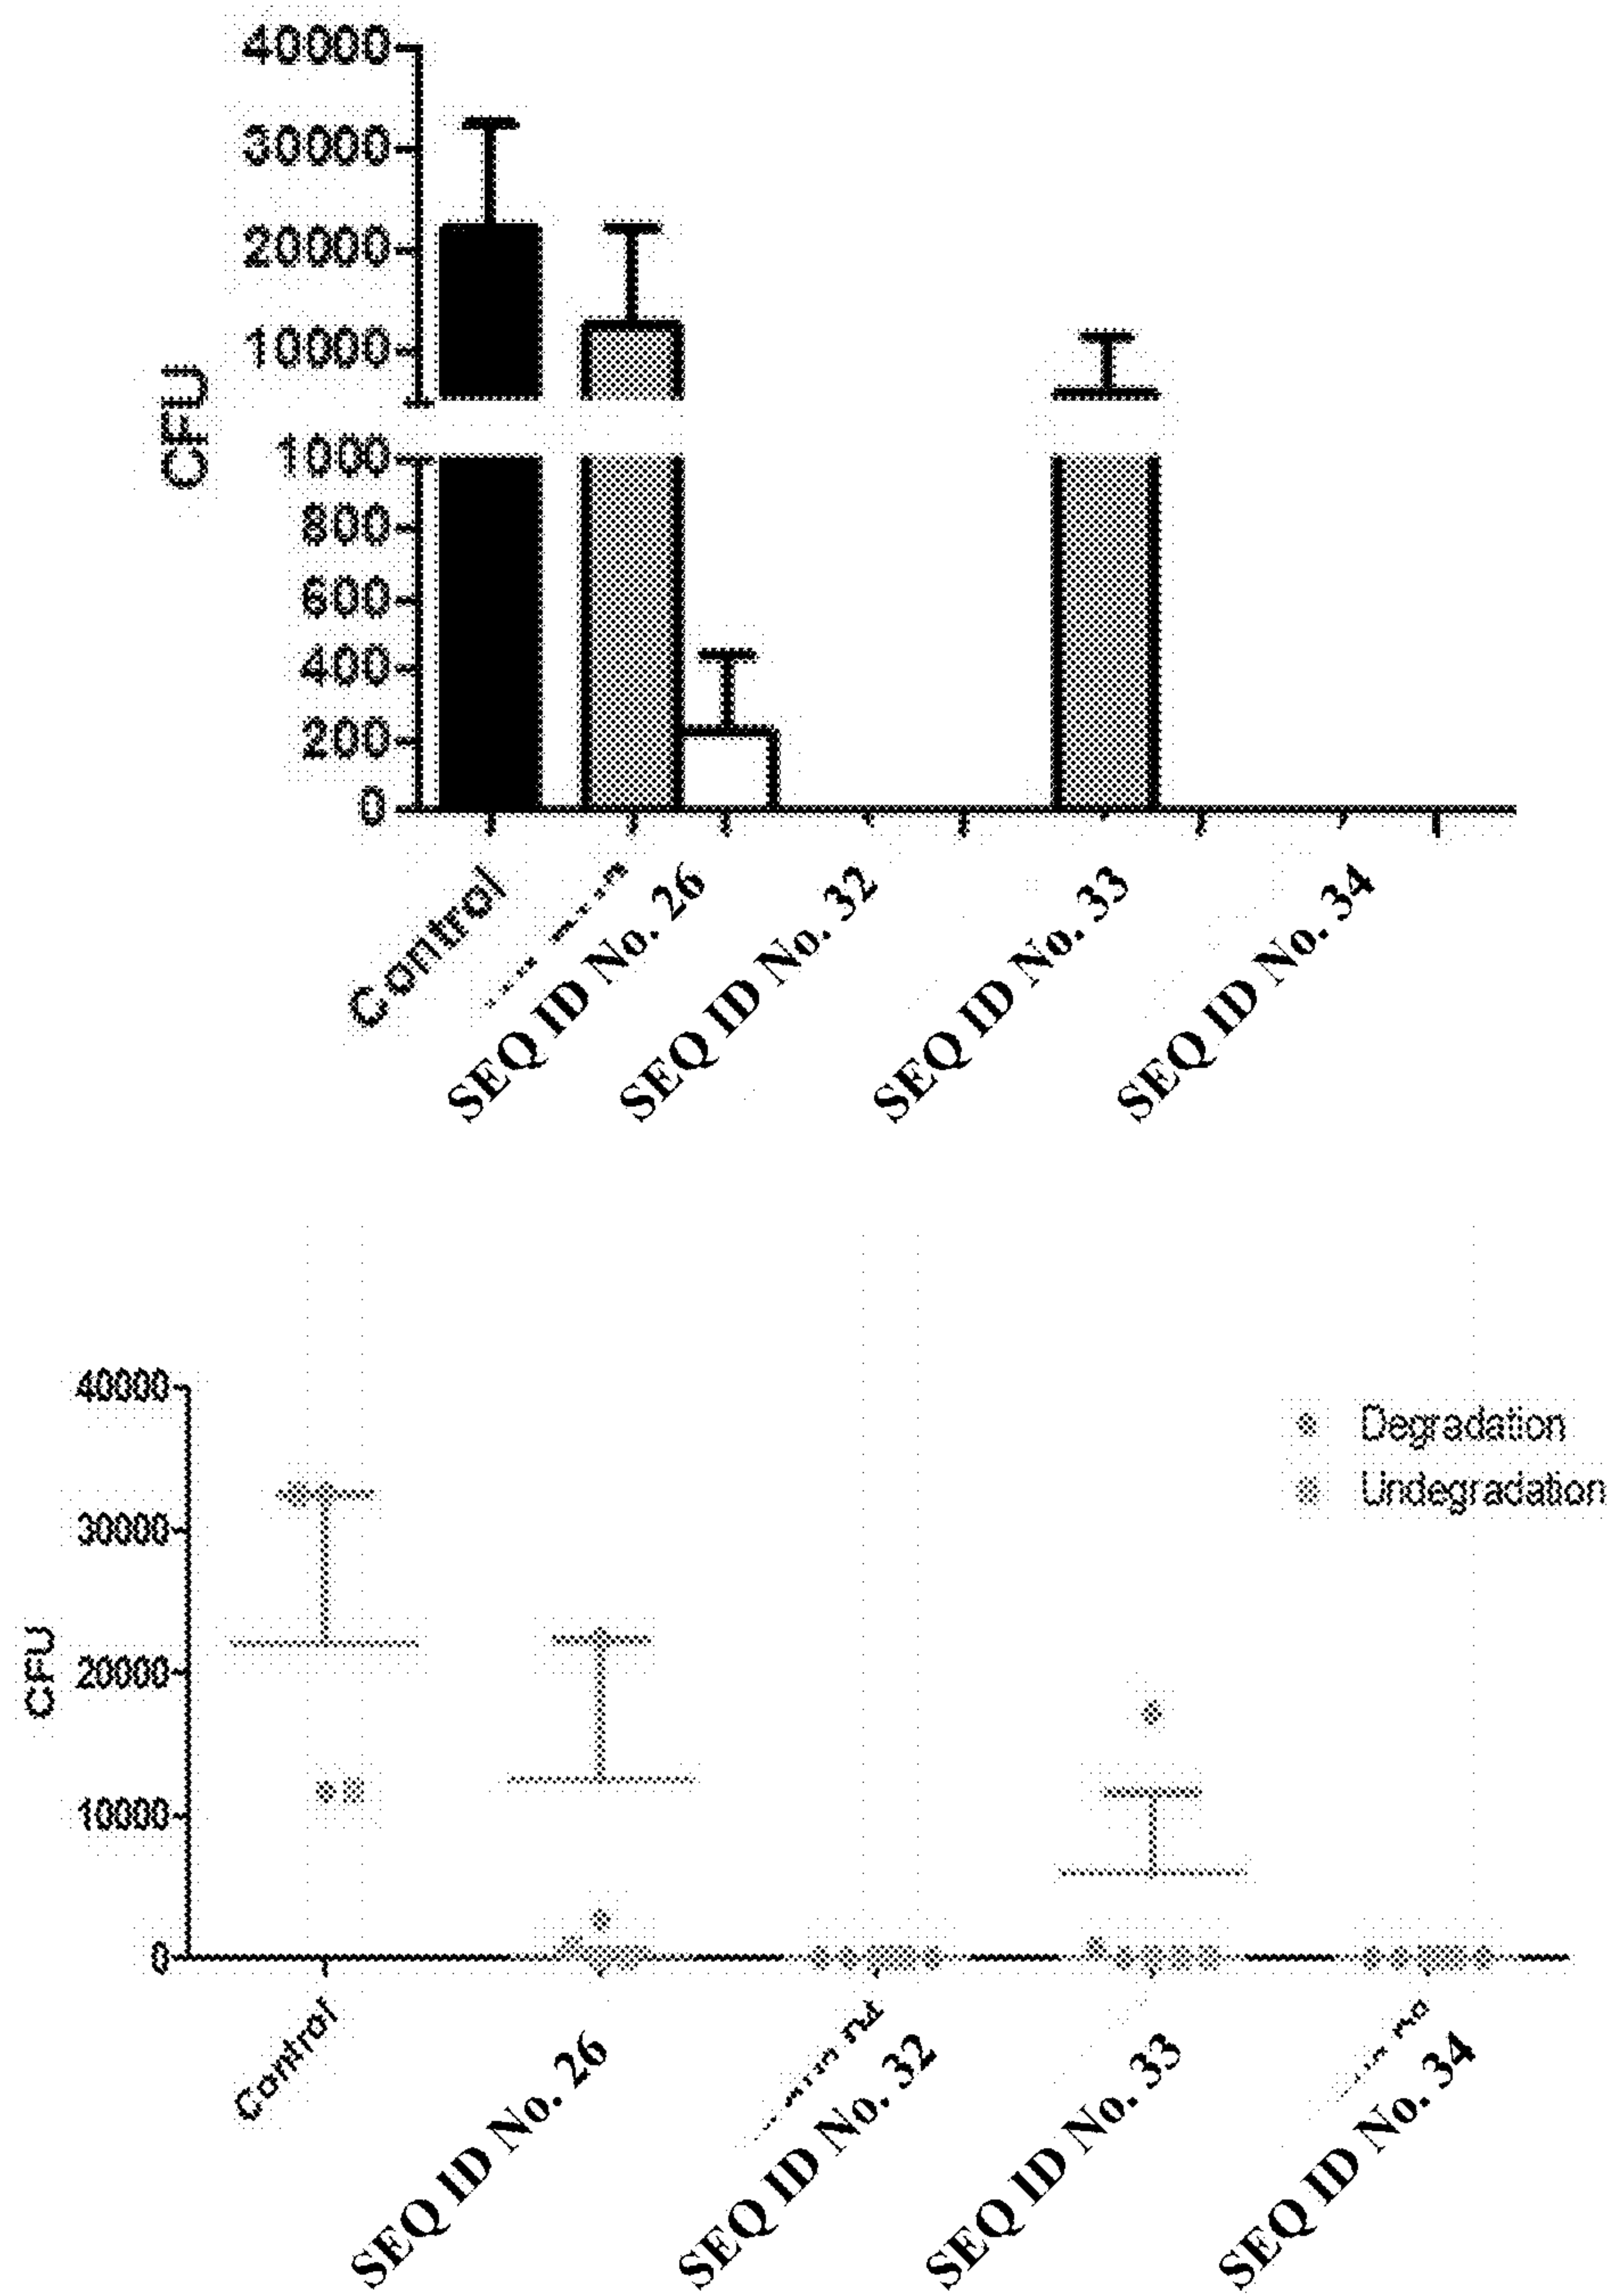 40000
30000
20000
10000
1000
800
600
400
200
0
CFU
Control
SEQ ID No. 26
SEQ ID No. 32
SEQ ID No. 33
SEQ ID No. 34
40000
30000
20000
10000
0
CFU
Degradation
Undegradation
Control
SEQ ID No. 26
SEQ ID No. 32
SEQ ID No. 33
SEQ ID No. 34